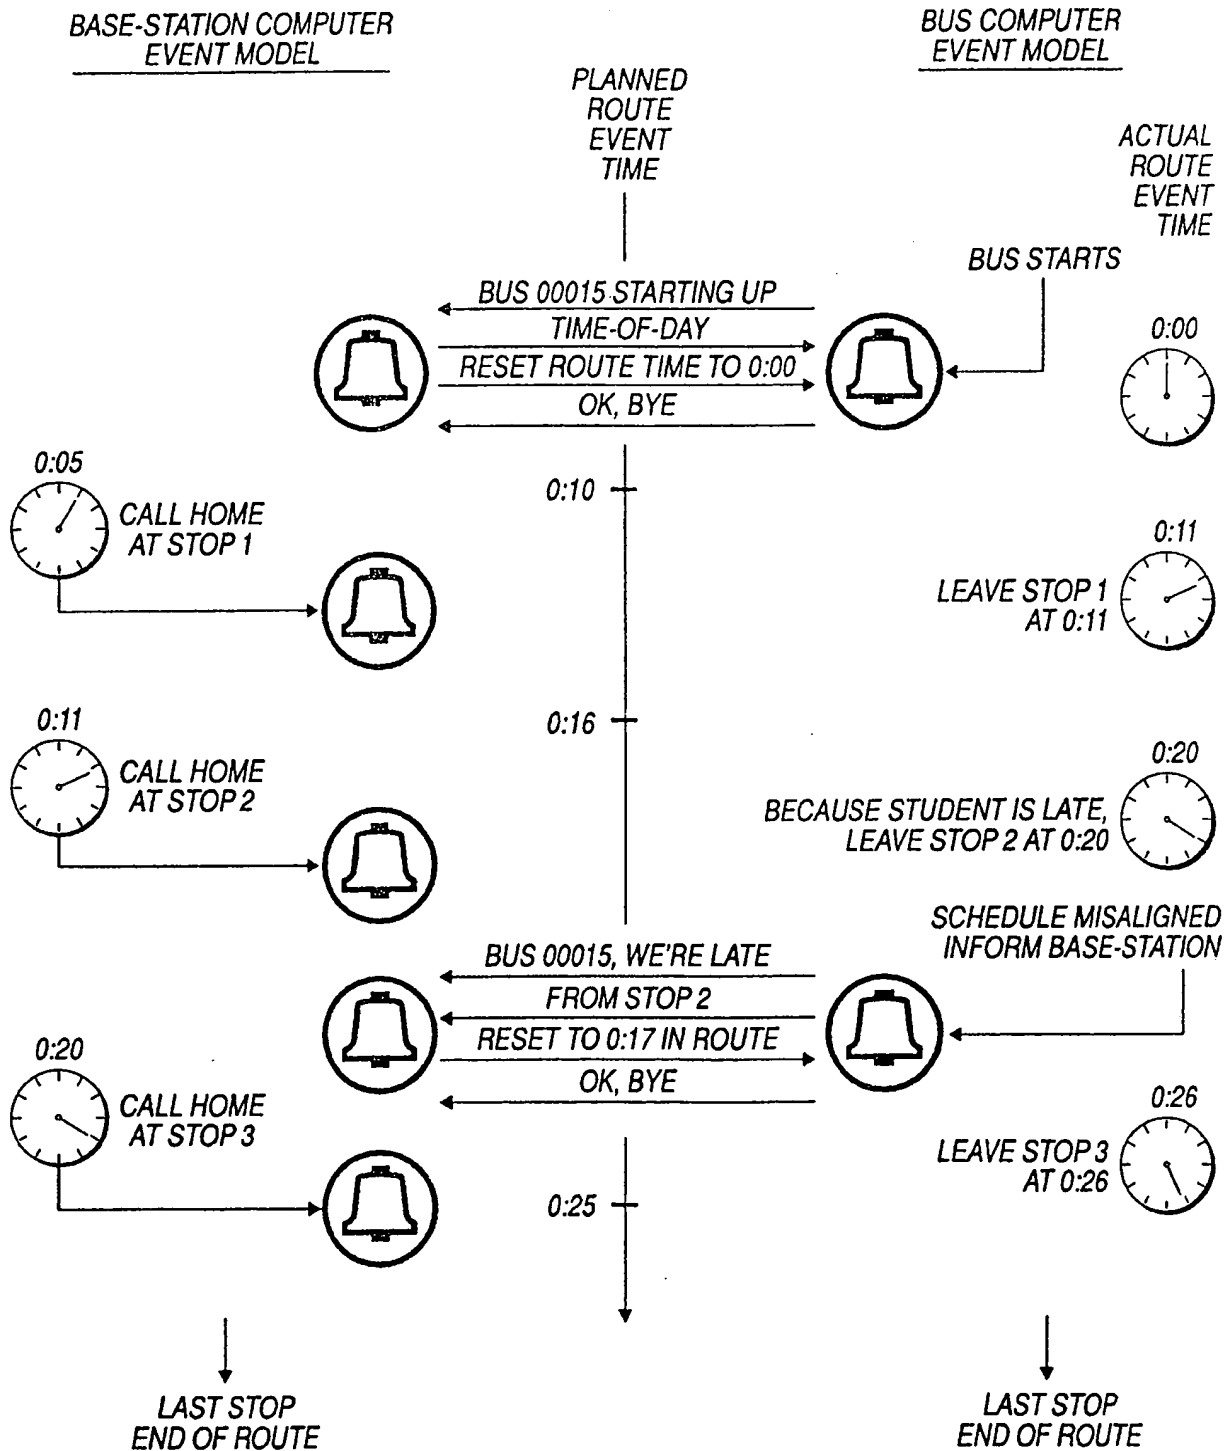 BASE-STATION COMPUTER
EVENT MODEL
BUS COMPUTER
EVENT MODEL
PLANNED
ROUTE
EVENT
TIME
ACTUAL
ROUTE
EVENT
TIME
BUS STARTS
BUS 00015 STARTING UP
TIME-OF-DAY
RESET ROUTE TIME TO 0:00
OK, BYE
0:00
0:05
CALL HOME
AT STOP 1
0:10
0:11
LEAVE STOP 1
AT 0:11
0:11
CALL HOME
AT STOP 2
0:16
0:20
BECAUSE STUDENT IS LATE,
LEAVE STOP 2 AT 0:20
SCHEDULE MISALIGNED
INFORM BASE-STATION
BUS 00015, WE'RE LATE
FROM STOP 2
RESET TO 0:17 IN ROUTE
OK, BYE
0:20
CALL HOME
AT STOP 3
0:26
LEAVE STOP 3
AT 0:26
0:25
LAST STOP
END OF ROUTE
LAST STOP
END OF ROUTE